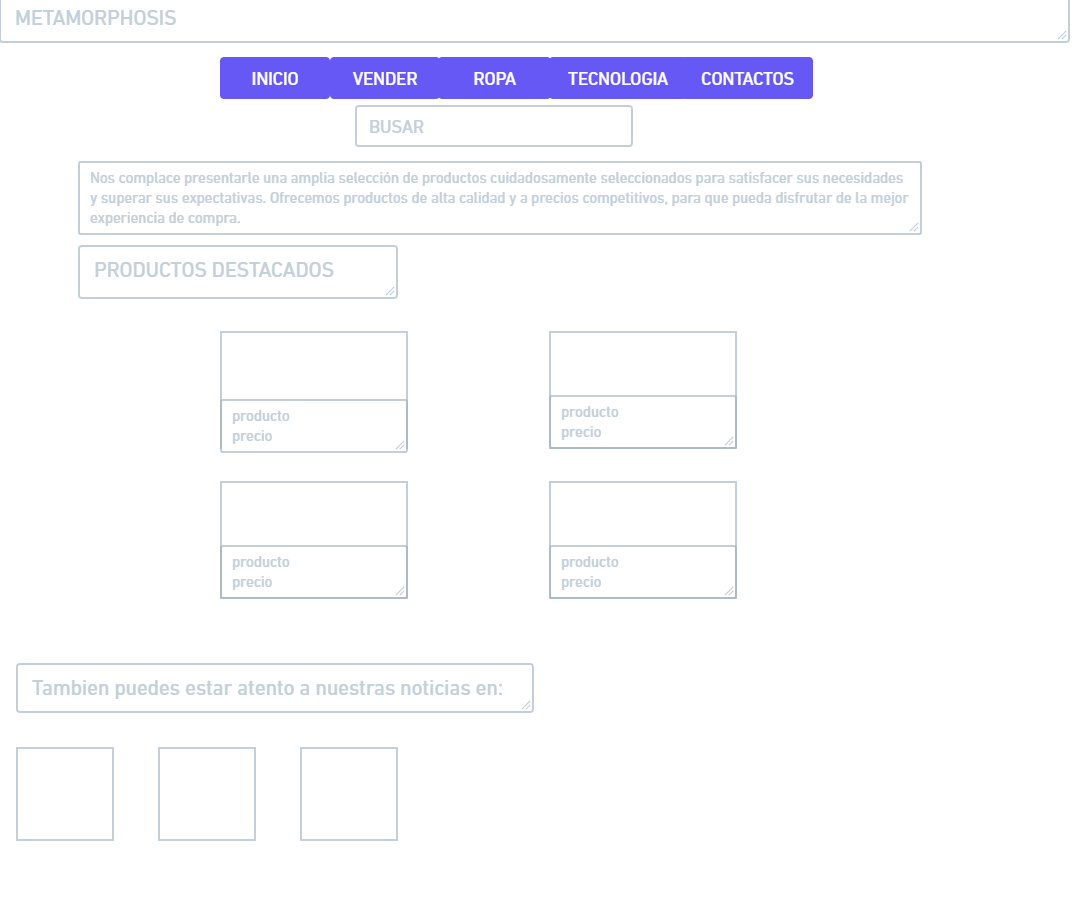 METAMORPHOSIS
INICIO VENDER ROPA TECNOLOGIA CONTACTOS
BUSAR
Nos complace presentarle una amplia selección de productos cuidadosamente seleccionados para satisfacer sus necesidades
y superar sus expectativas. Ofrecemos productos de alta calidad y a precios competitivos, para que pueda disfrutar de la mejor
experiencia de compra.
PRODUCTOS DESTACADOS
producto
precio
producto
precio
producto
precio
producto
precio
Tambien puedes estar atento a nuestras noticias en: